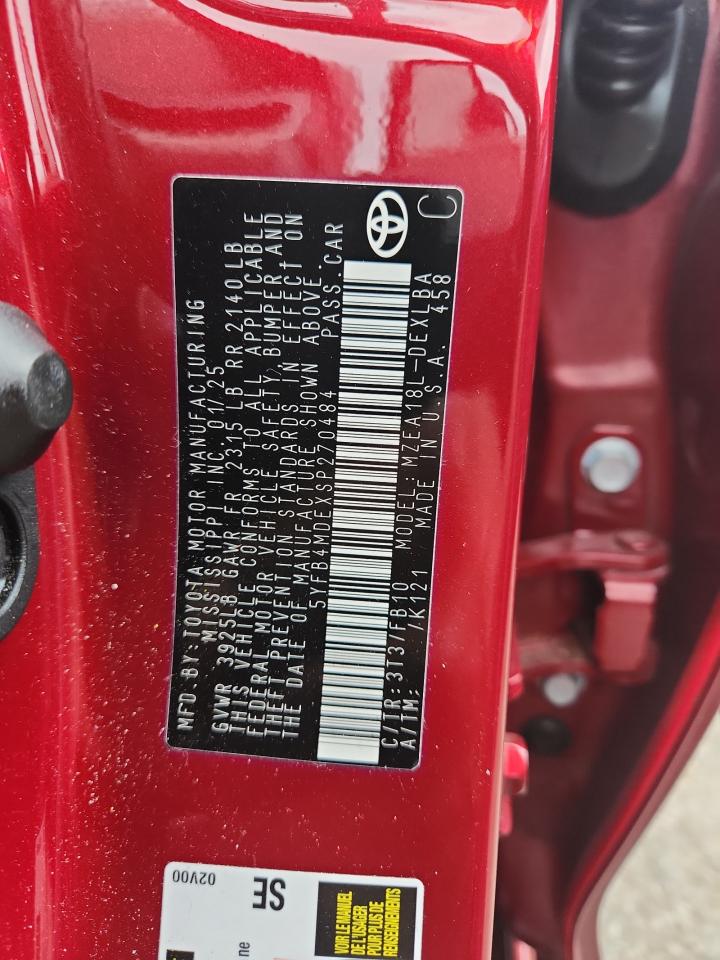 MFD BY:TOYOTA MOTOR MANUFACTURING
MISSISSIPPI INC. 01/25
GVWR 3925LB GAWR FR 2315 LB RR 2140LB
THIS VEHICLE CONFORMS TO ALL APPLICABLE
FEDERAL MOTOR VEHICLE SAFETY, BUMPER AND
THEFT PREVENTION STANDARDS IN EFFECT ON
THE DATE OF MANUFACTURE SHOWN ABOVE.
5YFB4MDEXSP270484 PASS.CAR
C/TR:3T37/FB10 MODEL:MZEA18L-DEXLBA
A/TM: /K121 MADE IN U.S.A. 458
C
02V00
SE
VOIR LE MANUEL
DE L'USAGER
POUR PLUS DE
RENSEIGNEMENTS
ne